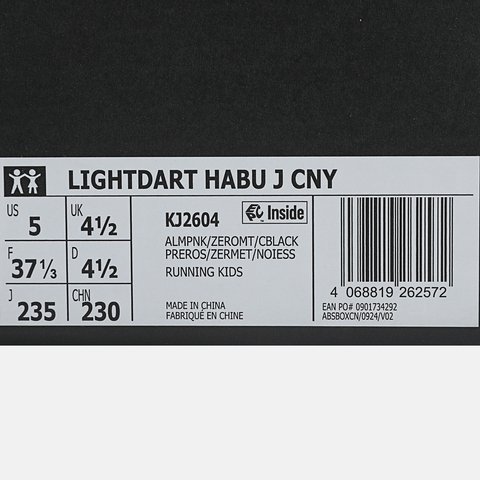 LIGHTDART HABU J CNY
US 5 UK 4½
F 37⅓ D 4½
J 235 CHN 230
KJ2604 Inside
ALMPNK/ZEROMT/CBLACK
PREROS/ZERMET/NOIESS
RUNNING KIDS
MADE IN CHINA
FABRIQUÉ EN CHINE
4 068819 262572
EAN PO# 0901734292
ABSBOXCN/0924/V02